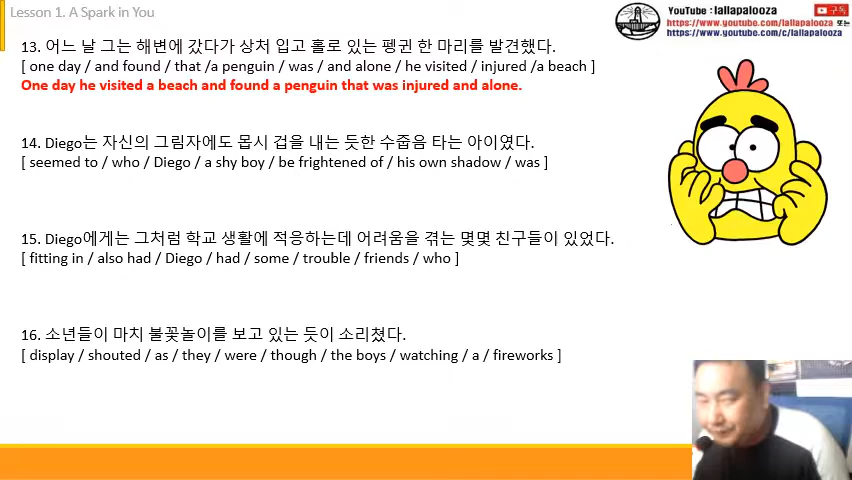 Lesson 1. A Spark in You
YouTube : lallapalooza 구독
https://www.youtube.com/lallapalooza 또는
https://www.youtube.com/c/lallapalooza
13. 어느 날 그는 해변에 갔다가 상처 입고 홀로 있는 펭귄 한 마리를 발견했다.
[ one day / and found / that /a penguin / was / and alone / he visited / injured /a beach ]
One day he visited a beach and found a penguin that was injured and alone.
14. Diego는 자신의 그림자에도 몹시 겁을 내는 듯한 수줍음 타는 아이였다.
[ seemed to / who / Diego / a shy boy / be frightened of / his own shadow / was ]
15. Diego에게는 그처럼 학교 생활에 적응하는데 어려움을 겪는 몇몇 친구들이 있었다.
[ fitting in / also had / Diego / had / some / trouble / friends / who ]
16. 소년들이 마치 불꽃놀이를 보고 있는 듯이 소리쳤다.
[ display / shouted / as / they / were / though / the boys / watching / a / fireworks ]